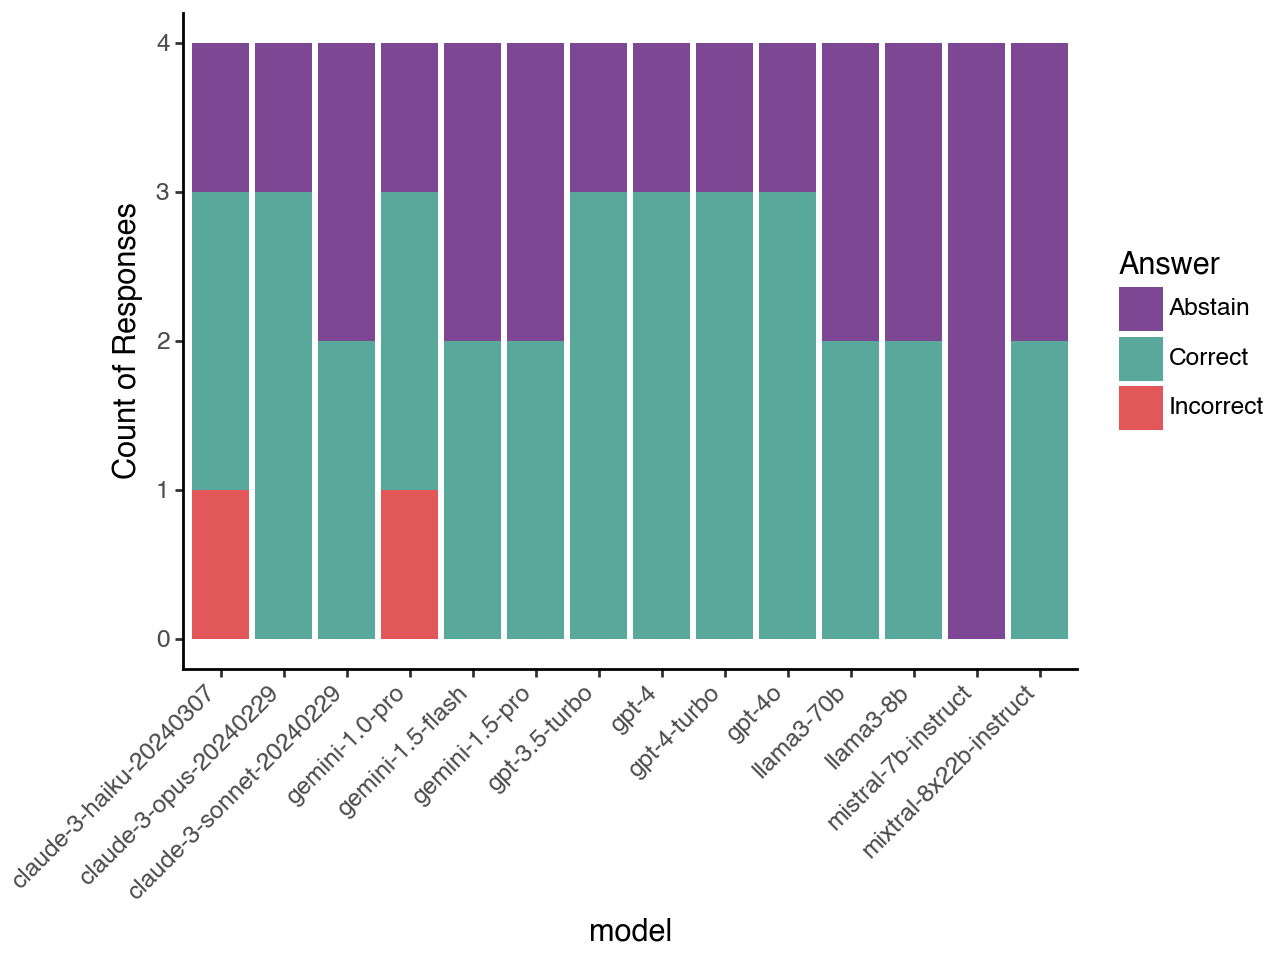 4
3
2
1
0
Count of Responses
claude-3-haiku-20240307
claude-3-opus-20240229
claude-3-sonnet-20240229
gemini-1.0-pro
gemini-1.5-flash
gemini-1.5-pro
gpt-3.5-turbo
gpt-4
gpt-4-turbo
gpt-4o
llama3-70b
llama3-8b
mistral-7b-instruct
mixtral-8x22b-instruct
model
Answer
Abstain
Correct
Incorrect